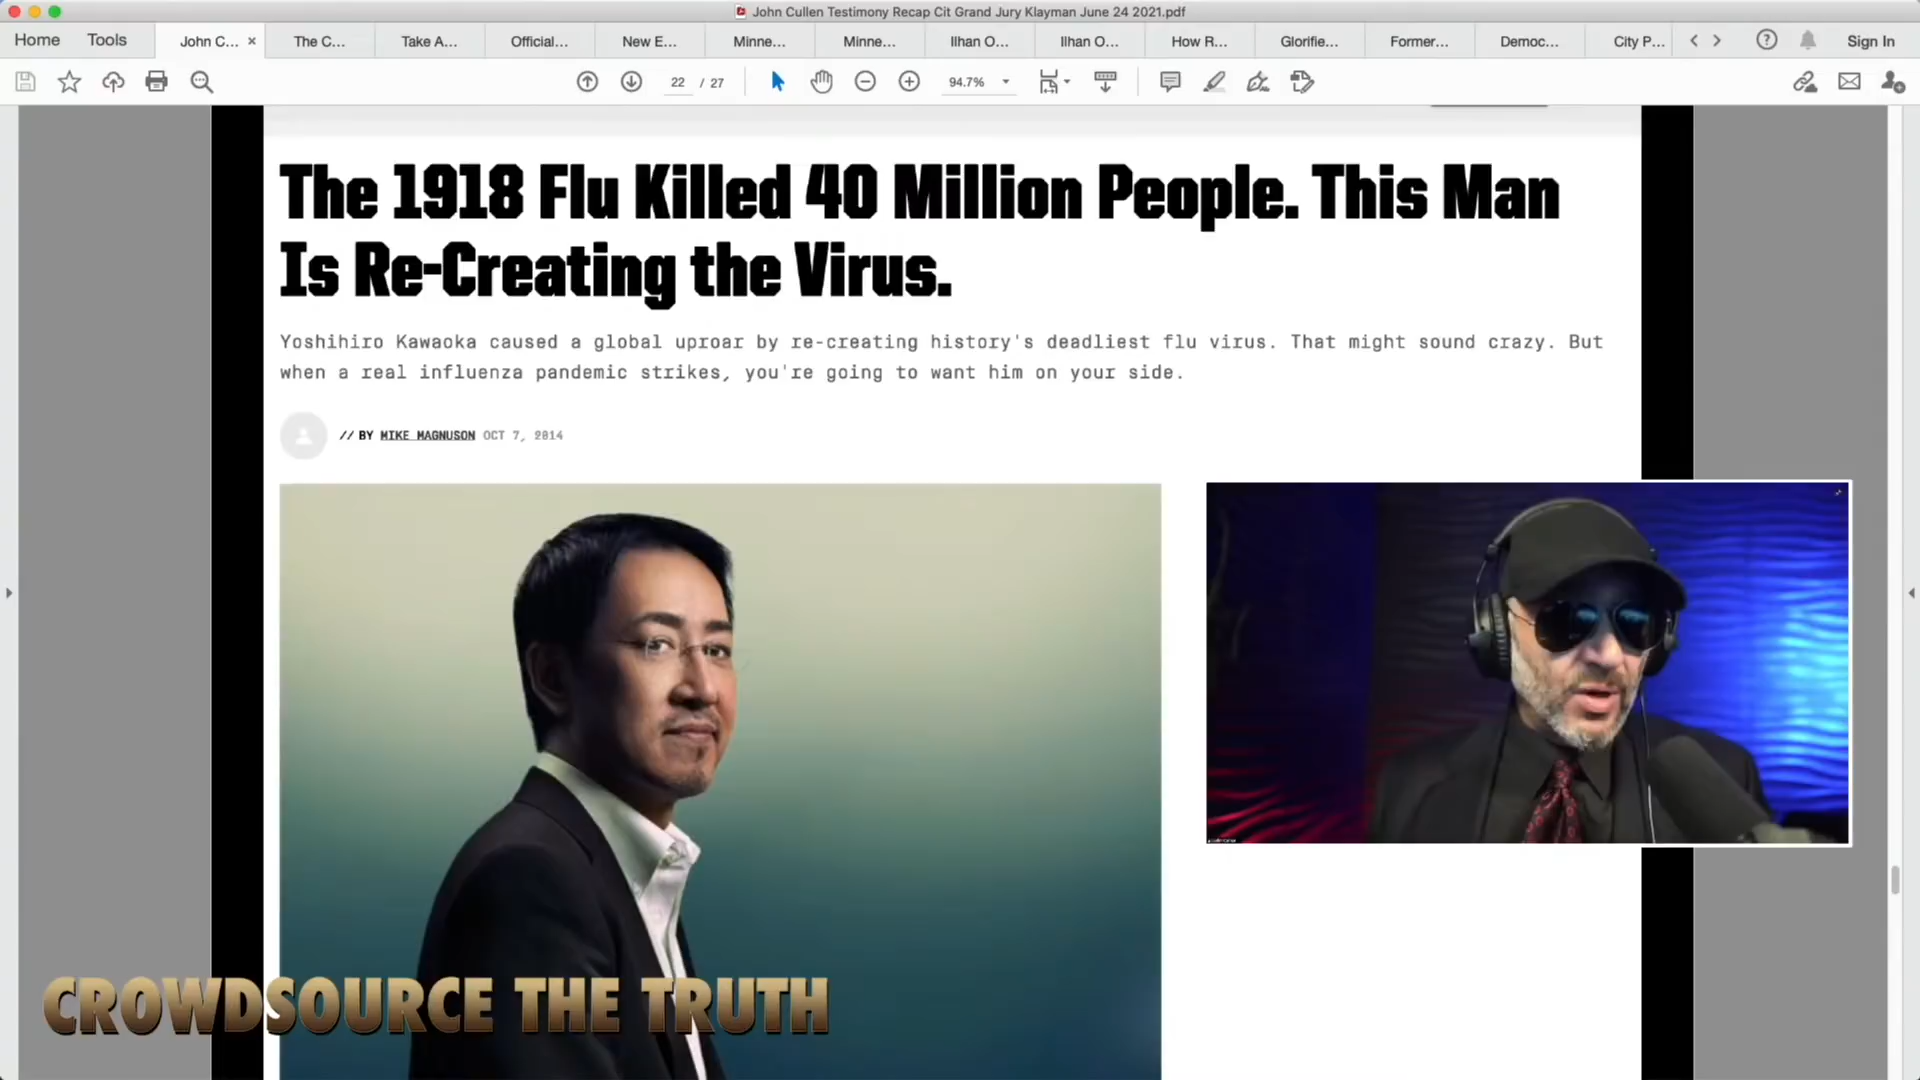 John Cullen Testimony Recap Cit Grand Jury Klayman June 24 2021.pdf
Home Tools John C... × The C... Take A... Official... New E... Minne... Minne... Ilhan O... Ilhan O... How R... Glorifie... Former... Democ... City P... Sign In
22 / 27 94.7%
The 1918 Flu Killed 40 Million People. This Man
Is Re-Creating the Virus.
Yoshihiro Kawaoka caused a global uproar by re-creating history's deadliest flu virus. That might sound crazy. But
when a real influenza pandemic strikes, you're going to want him on your side.
// BY MIKE MAGNUSON OCT 7, 2014
CROWDSOURCE THE TRUTH